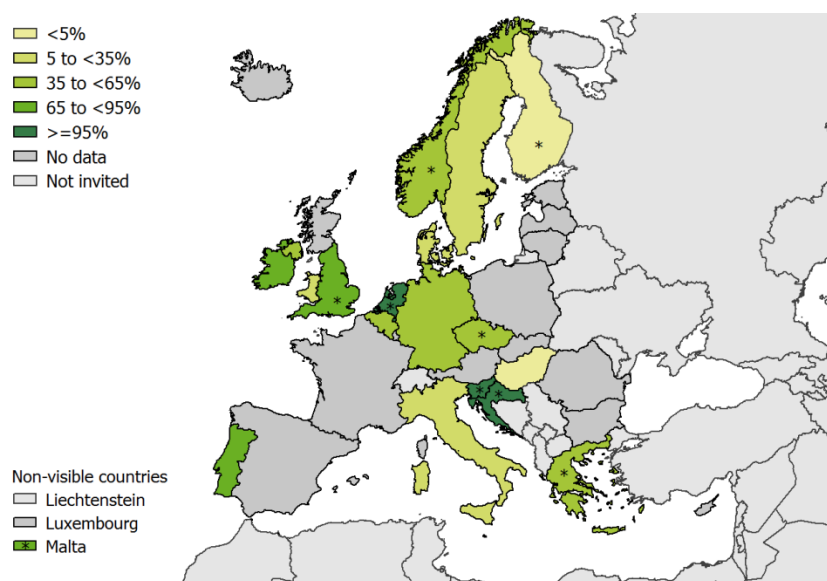 <5%
5 to <35%
35 to <65%
65 to <95%
>=95%
No data
Not invited
Non-visible countries
Liechtenstein
Luxembourg
Malta